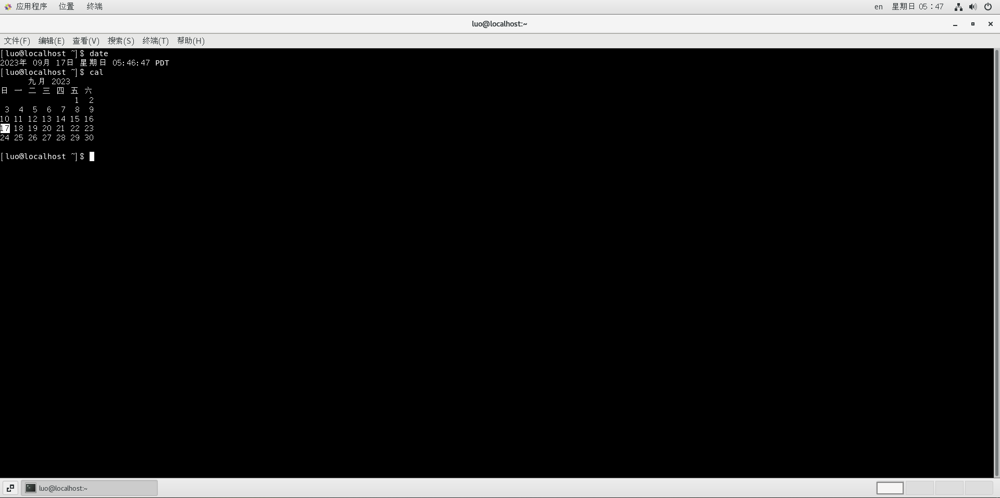 应用程序 位置 终端 en 星期日 05：47
luo@localhost:~
文件(F) 编辑(E) 查看(V) 搜索(S) 终端(T) 帮助(H)
[luo@localhost ~]$ date
2023年 09月 17日 星期日 05:46:47 PDT
[luo@localhost ~]$ cal
九月 2023
日 一 二 三 四 五 六
1 2
3 4 5 6 7 8 9
10 11 12 13 14 15 16
17 18 19 20 21 22 23
24 25 26 27 28 29 30
[luo@localhost ~]$
luo@localhost:~